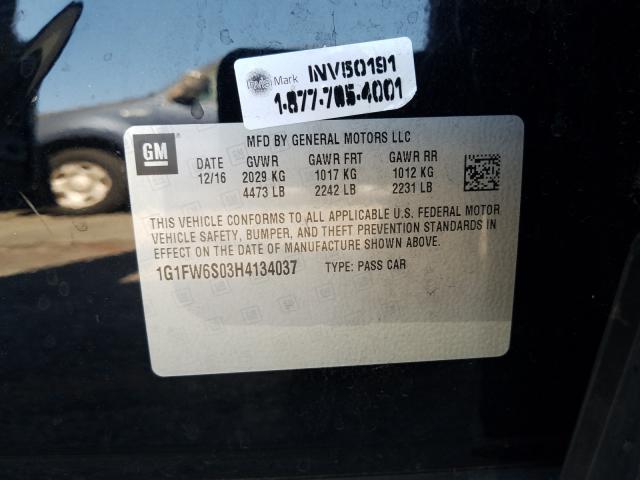 Mark INV50191
1-877-705-4001
GM
MFD BY GENERAL MOTORS LLC
DATE GVWR GAWR FRT GAWR RR
12/16 2029 KG 1017 KG 1012 KG
4473 LB 2242 LB 2231 LB
THIS VEHICLE CONFORMS TO ALL APPLICABLE U.S. FEDERAL MOTOR
VEHICLE SAFETY, BUMPER, AND THEFT PREVENTION STANDARDS IN
EFFECT ON THE DATE OF MANUFACTURE SHOWN ABOVE.
1G1FW6S03H4134037 TYPE: PASS CAR